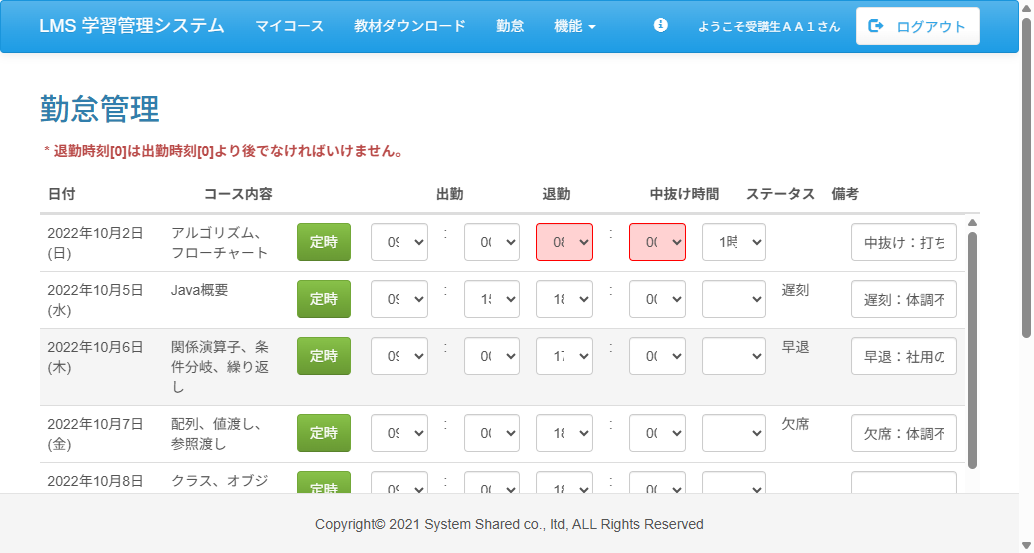 LMS 学習管理システム マイコース 教材ダウンロード 勤怠 機能 ようこそ受講生ＡＡ１さん ログアウト
勤怠管理
* 退勤時刻[0]は出勤時刻[0]より後でなければいけません。
日付 コース内容 出勤 退勤 中抜け時間 ステータス 備考
2022年10月2日 アルゴリズム、 定時 09 : 00 08 : 00 1時 中抜け：打ち
(日) フローチャート
2022年10月5日 Java概要 定時 09 : 15 18 : 00 遅刻 遅刻：体調不
(水)
2022年10月6日 関係演算子、条 定時 09 : 00 17 : 00 早退 早退：社用の
(木) 件分岐、繰り返
し
2022年10月7日 配列、値渡し、 定時 09 : 00 18 : 00 欠席 欠席：体調不
(金) 参照渡し
2022年10月8日 クラス、オブジ 定時 09 : 00 18 : 00
Copyright© 2021 System Shared co., ltd, ALL Rights Reserved